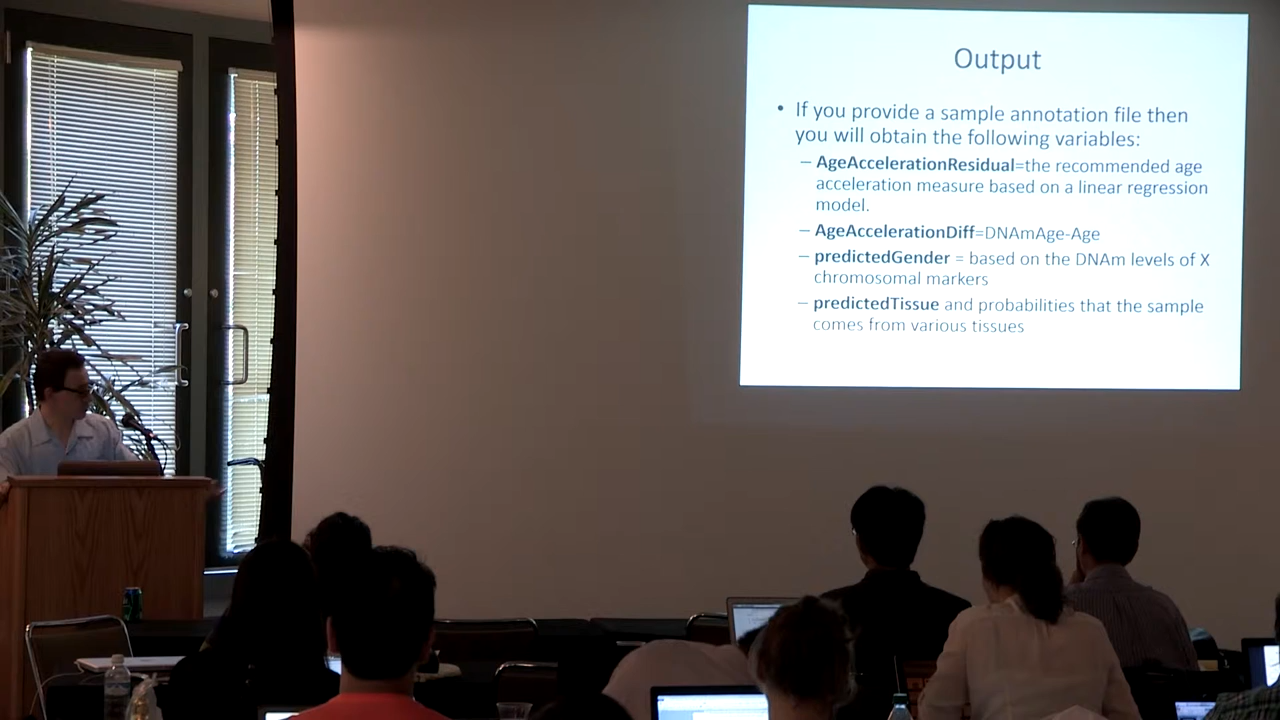 Output
• If you provide a sample annotation file then
you will obtain the following variables:
– AgeAccelerationResidual=the recommended age
acceleration measure based on a linear regression
model.
– AgeAccelerationDiff=DNAmAge-Age
– predictedGender = based on the DNAm levels of X
chromosomal markers
– predictedTissue and probabilities that the sample
comes from various tissues